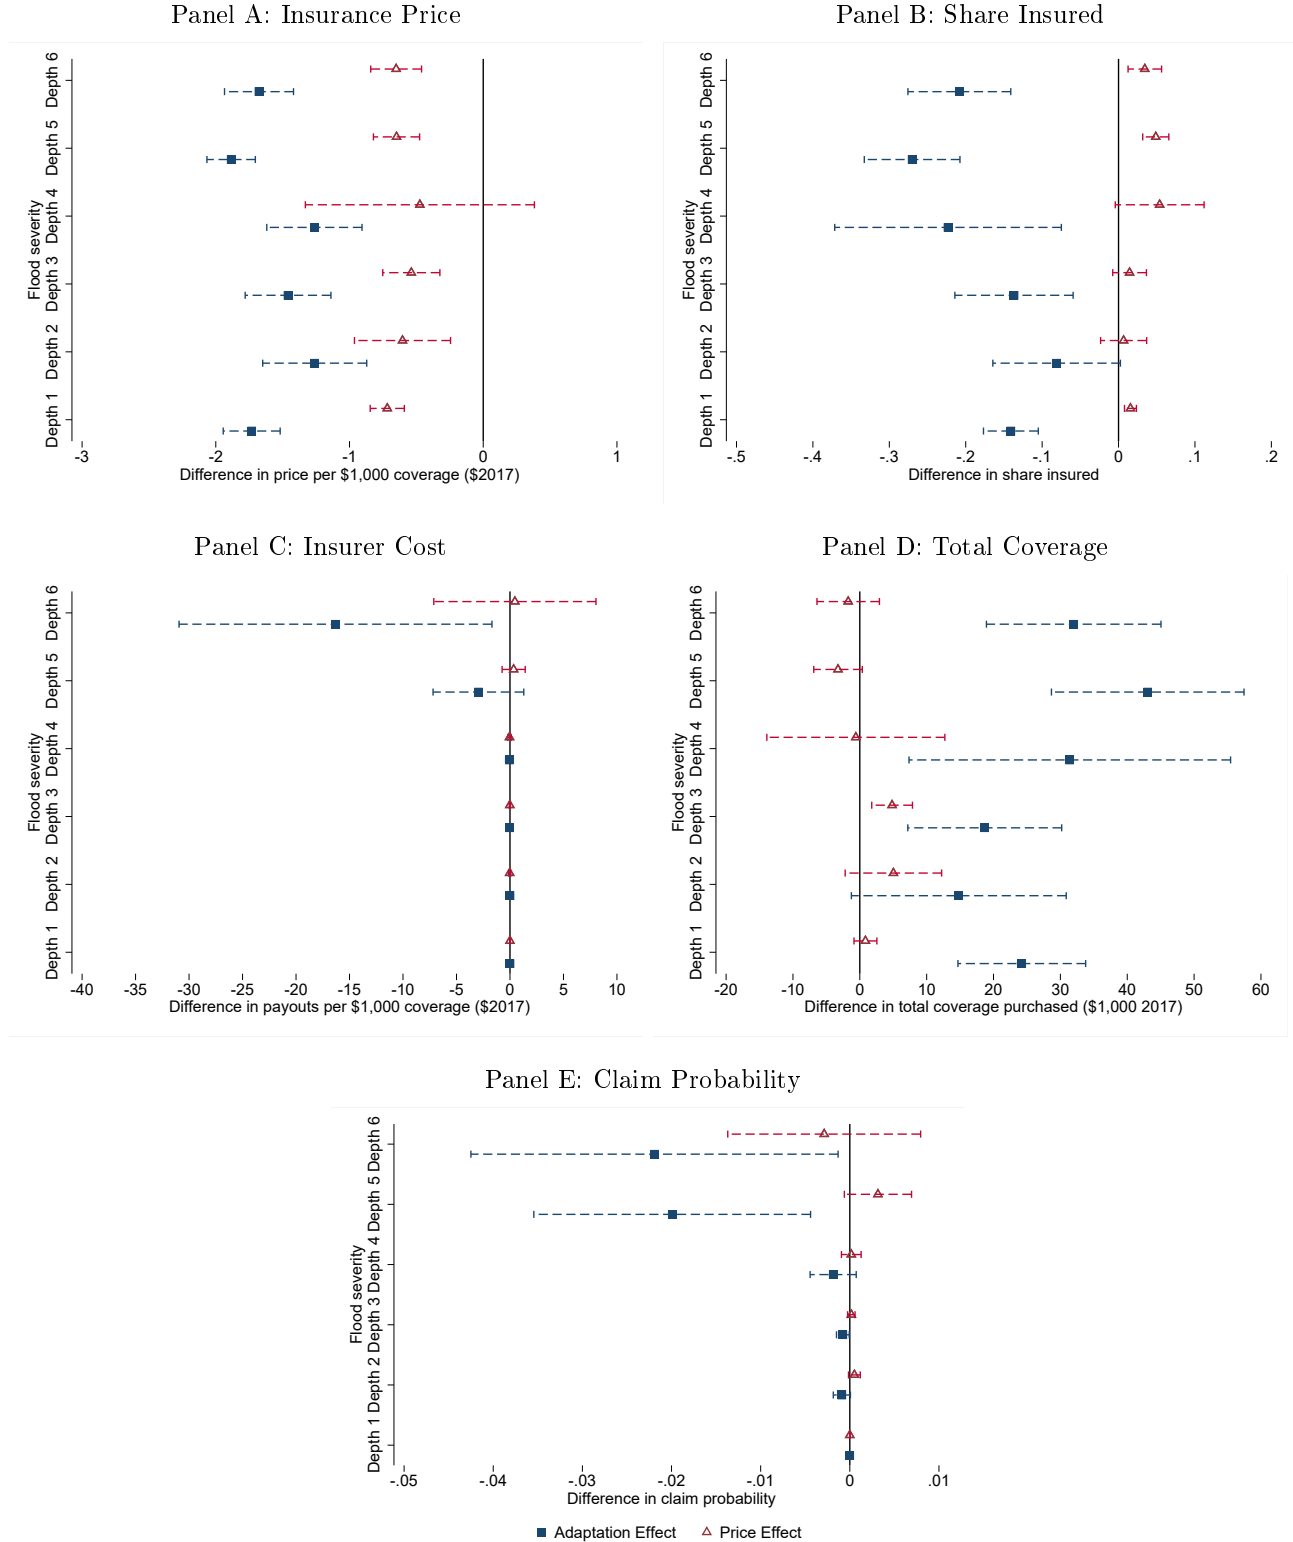 Panel A: Insurance Price
Flood severity
Depth 6
Depth 5
Depth 4
Depth 3
Depth 2
Depth 1
-3 -2 -1 0 1
Difference in price per $1,000 coverage ($2017)
Panel B: Share Insured
Flood severity
Depth 6
Depth 5
Depth 4
Depth 3
Depth 2
Depth 1
-.5 -.4 -.3 -.2 -.1 0 .1 .2
Difference in share insured
Panel C: Insurer Cost
Flood severity
Depth 6
Depth 5
Depth 4
Depth 3
Depth 2
Depth 1
-40 -35 -30 -25 -20 -15 -10 -5 0 5 10
Difference in payouts per $1,000 coverage ($2017)
Panel D: Total Coverage
Flood severity
Depth 6
Depth 5
Depth 4
Depth 3
Depth 2
Depth 1
-20 -10 0 10 20 30 40 50 60
Difference in total coverage purchased ($1,000 2017)
Panel E: Claim Probability
Flood severity
Depth 6
Depth 5
Depth 4
Depth 3
Depth 2
Depth 1
-.05 -.04 -.03 -.02 -.01 0 .01
Difference in claim probability
Adaptation Effect Price Effect